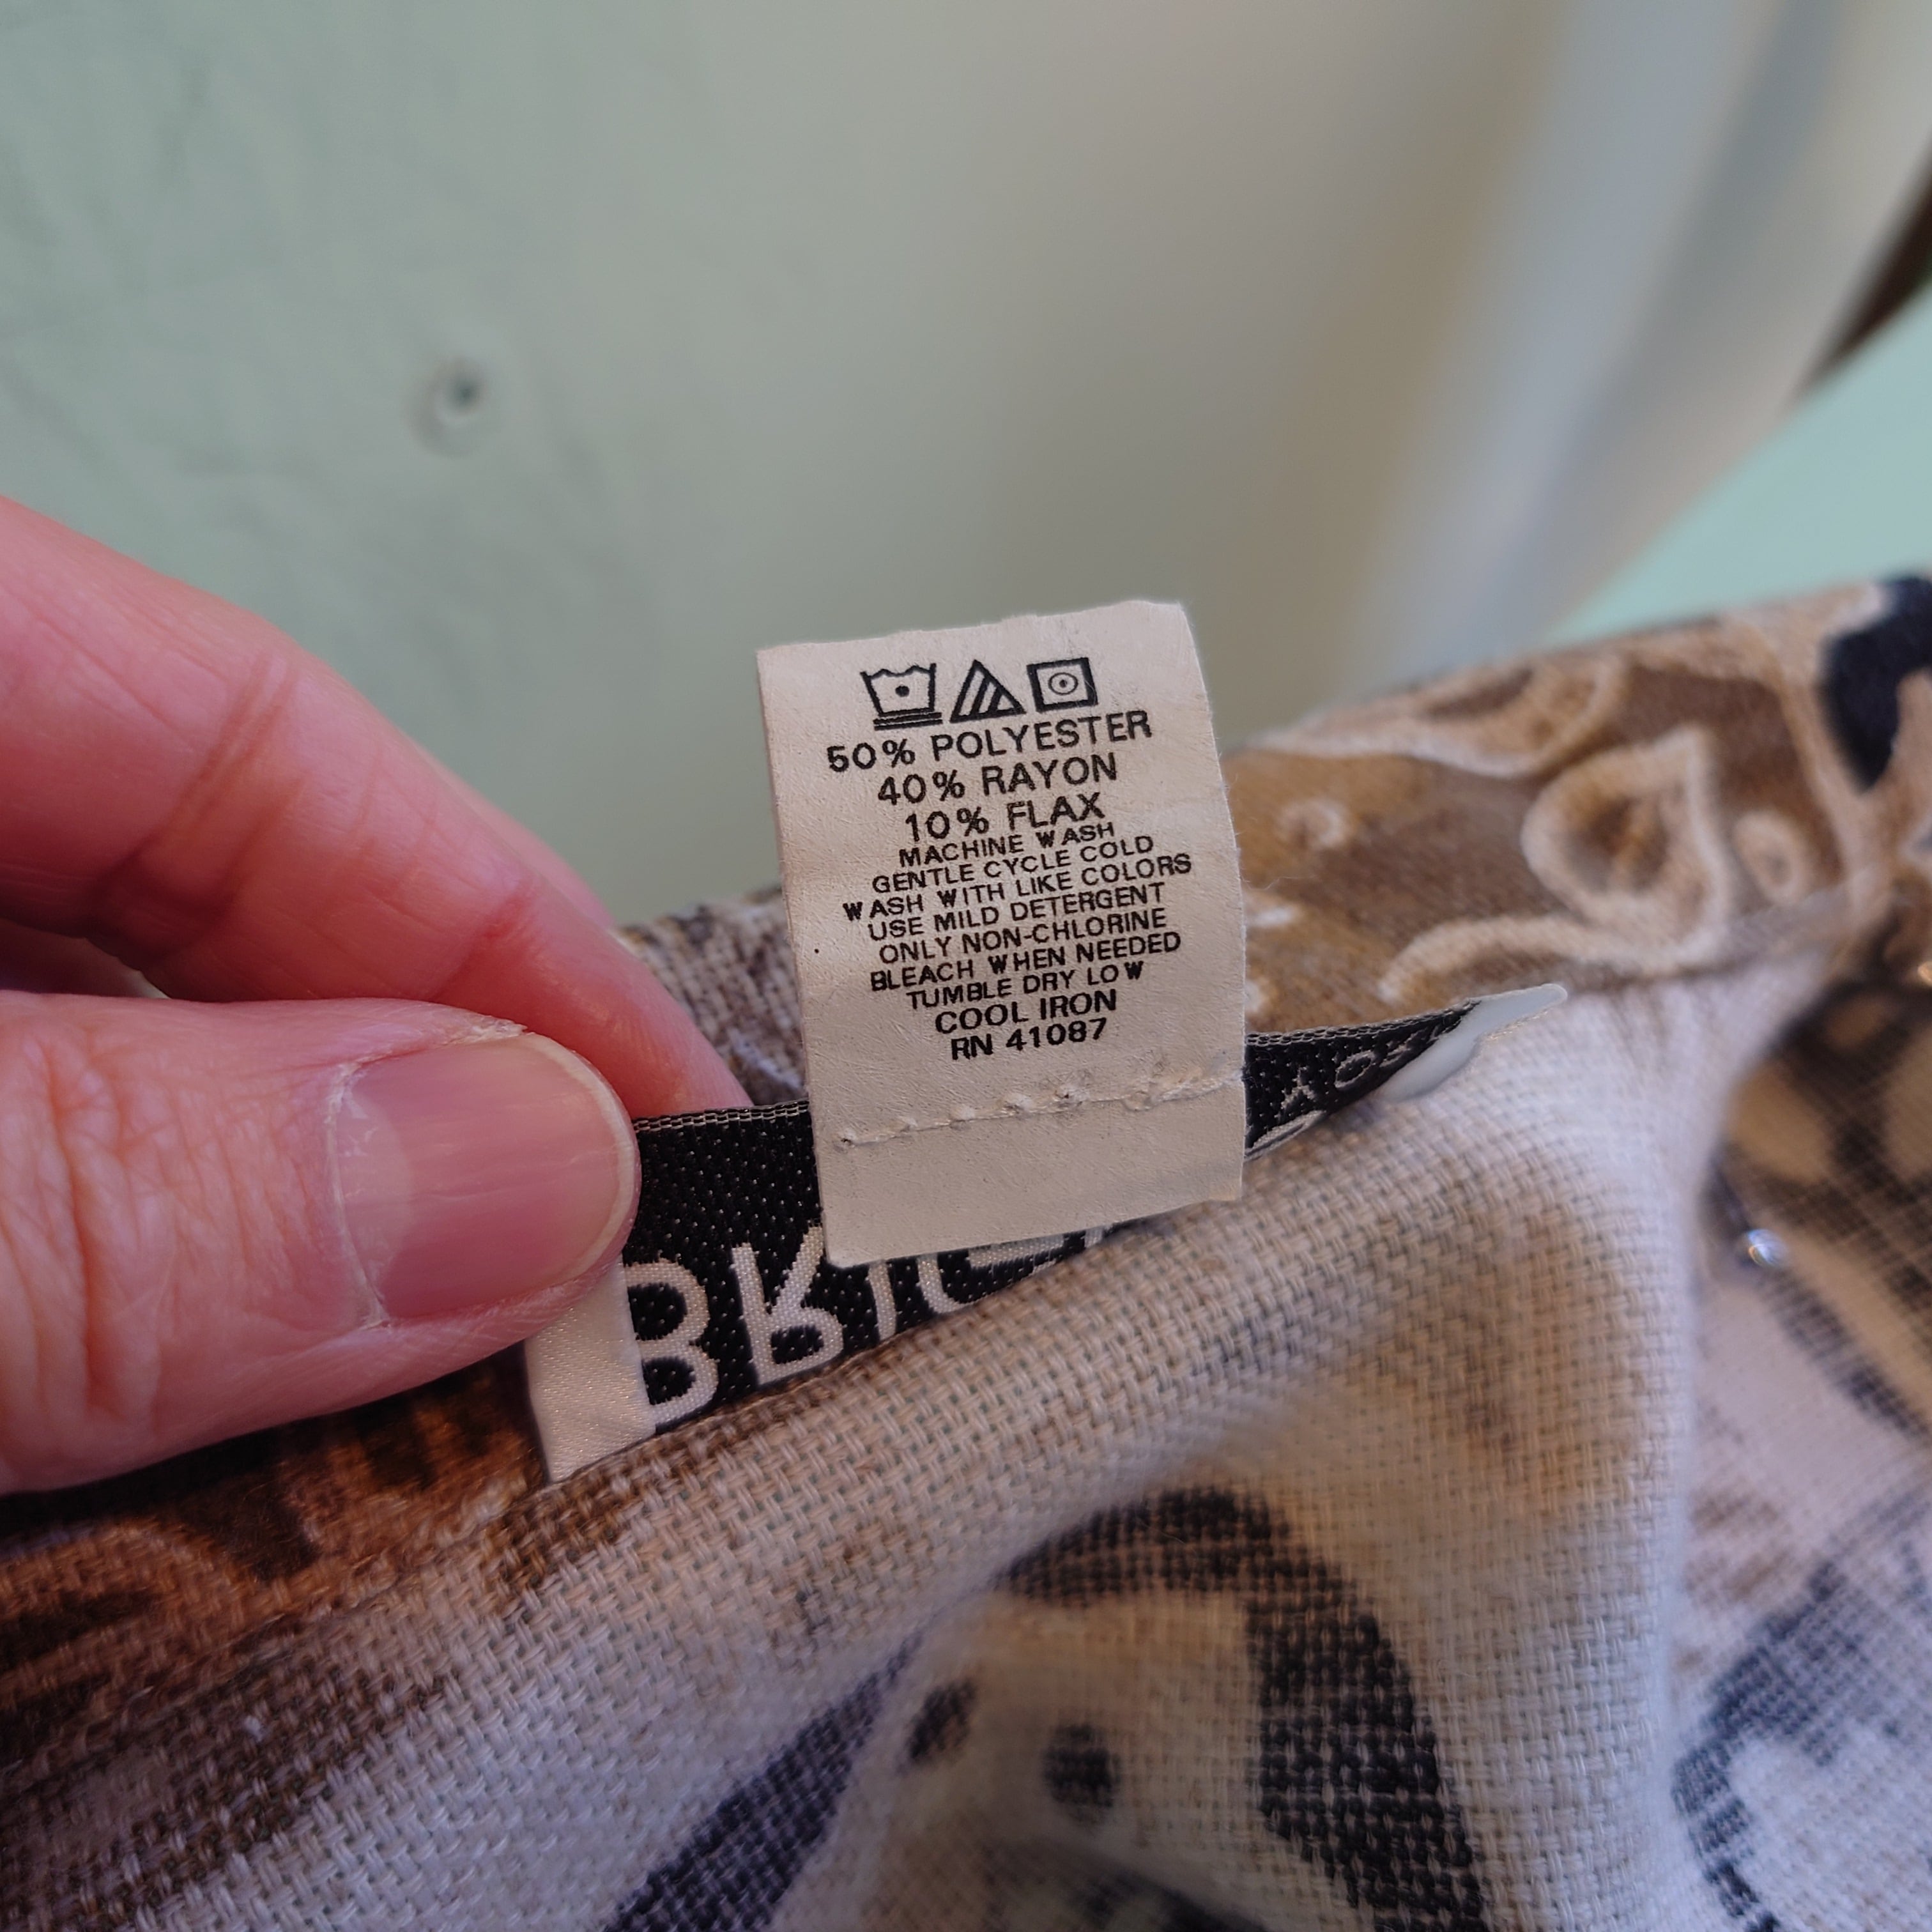 50% POLYESTER
40% RAYON
10% FLAX
MACHINE WASH
GENTLE CYCLE COLD
WASH WITH LIKE COLORS
USE MILD DETERGENT
ONLY NON-CHLORINE
BLEACH WHEN NEEDED
TUMBLE DRY LOW
COOL IRON
RN 41087